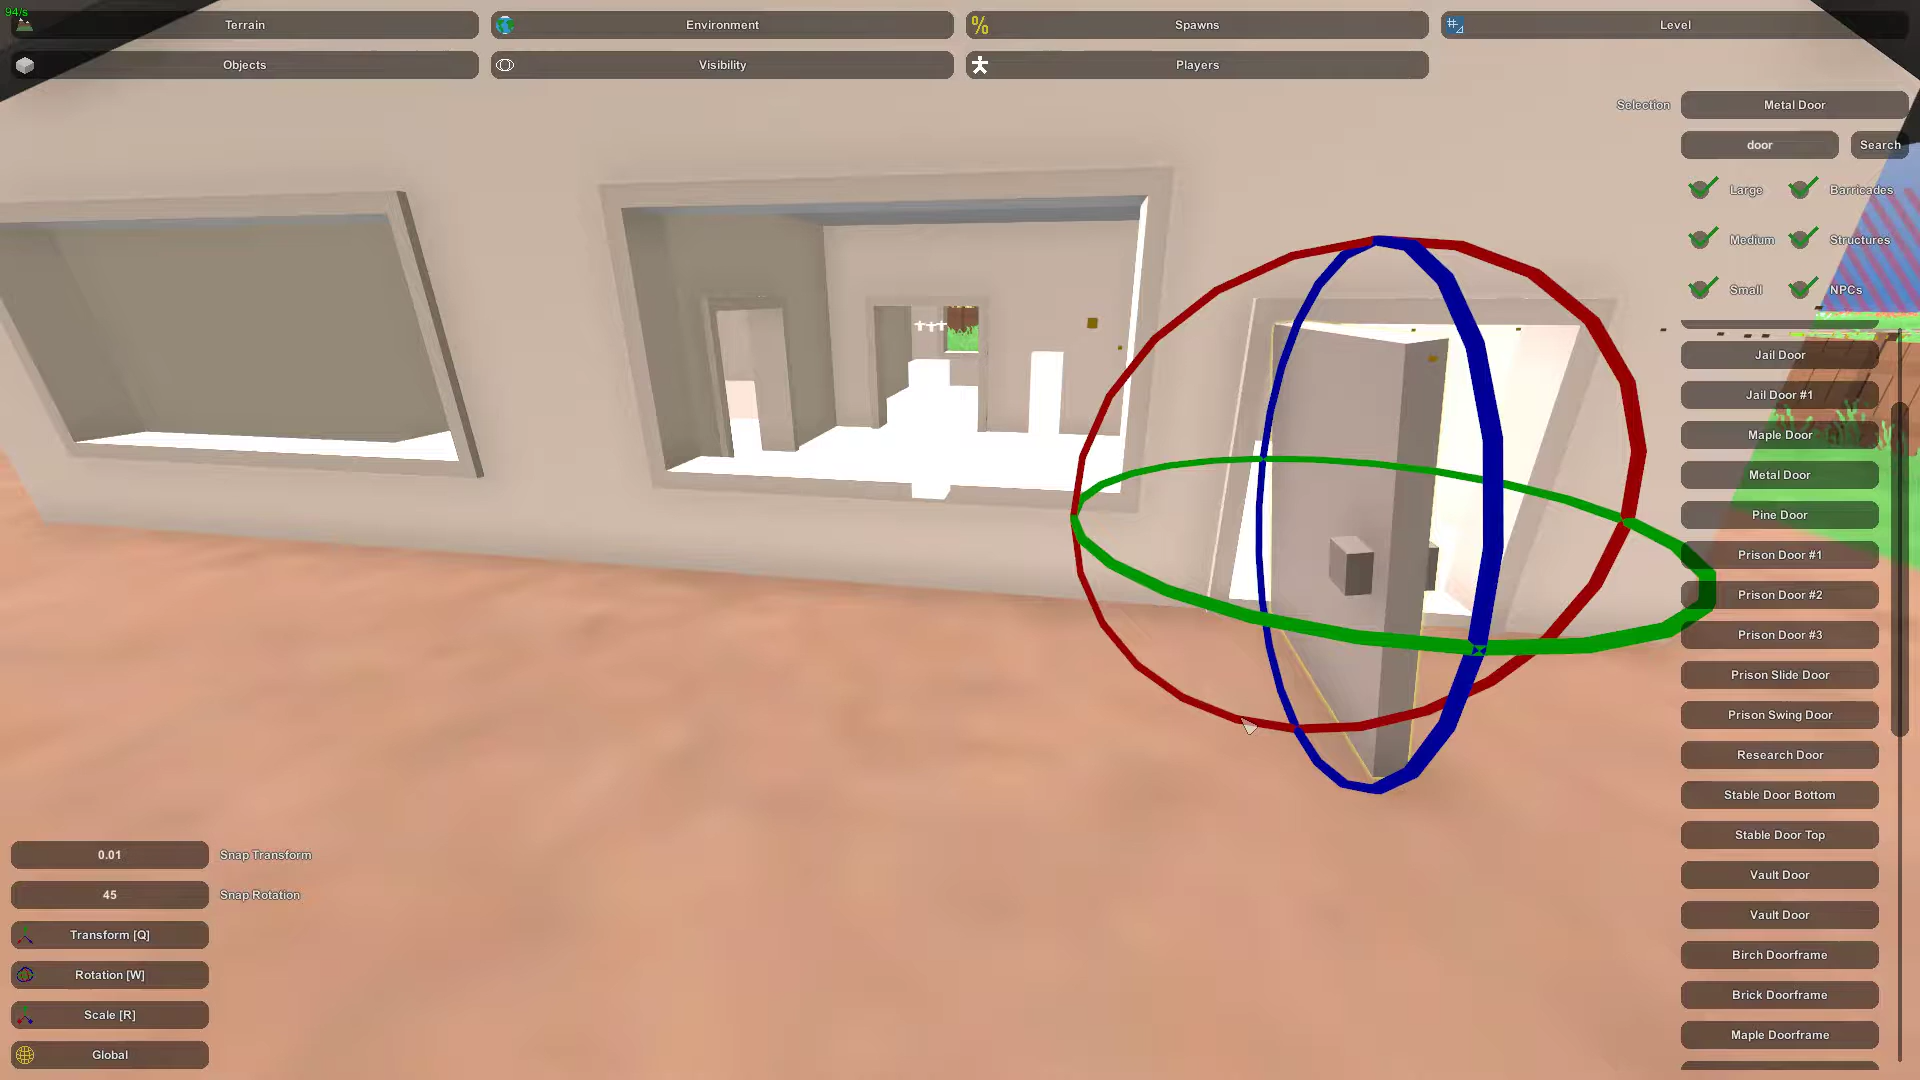 94/s
Terrain
Environment
%
Spawns
Level
Objects
Visibility
Players
Selection
Metal Door
door
Search
Large
Barricades
Medium
Structures
Small
NPCs
Jail Door
Jail Door #1
Maple Door
Metal Door
Pine Door
Prison Door #1
Prison Door #2
Prison Door #3
Prison Slide Door
Prison Swing Door
Research Door
Stable Door Bottom
Stable Door Top
Vault Door
Vault Door
Birch Doorframe
Brick Doorframe
Maple Doorframe
0.01
Snap Transform
45
Snap Rotation
Transform [Q]
Rotation [W]
Scale [R]
Global